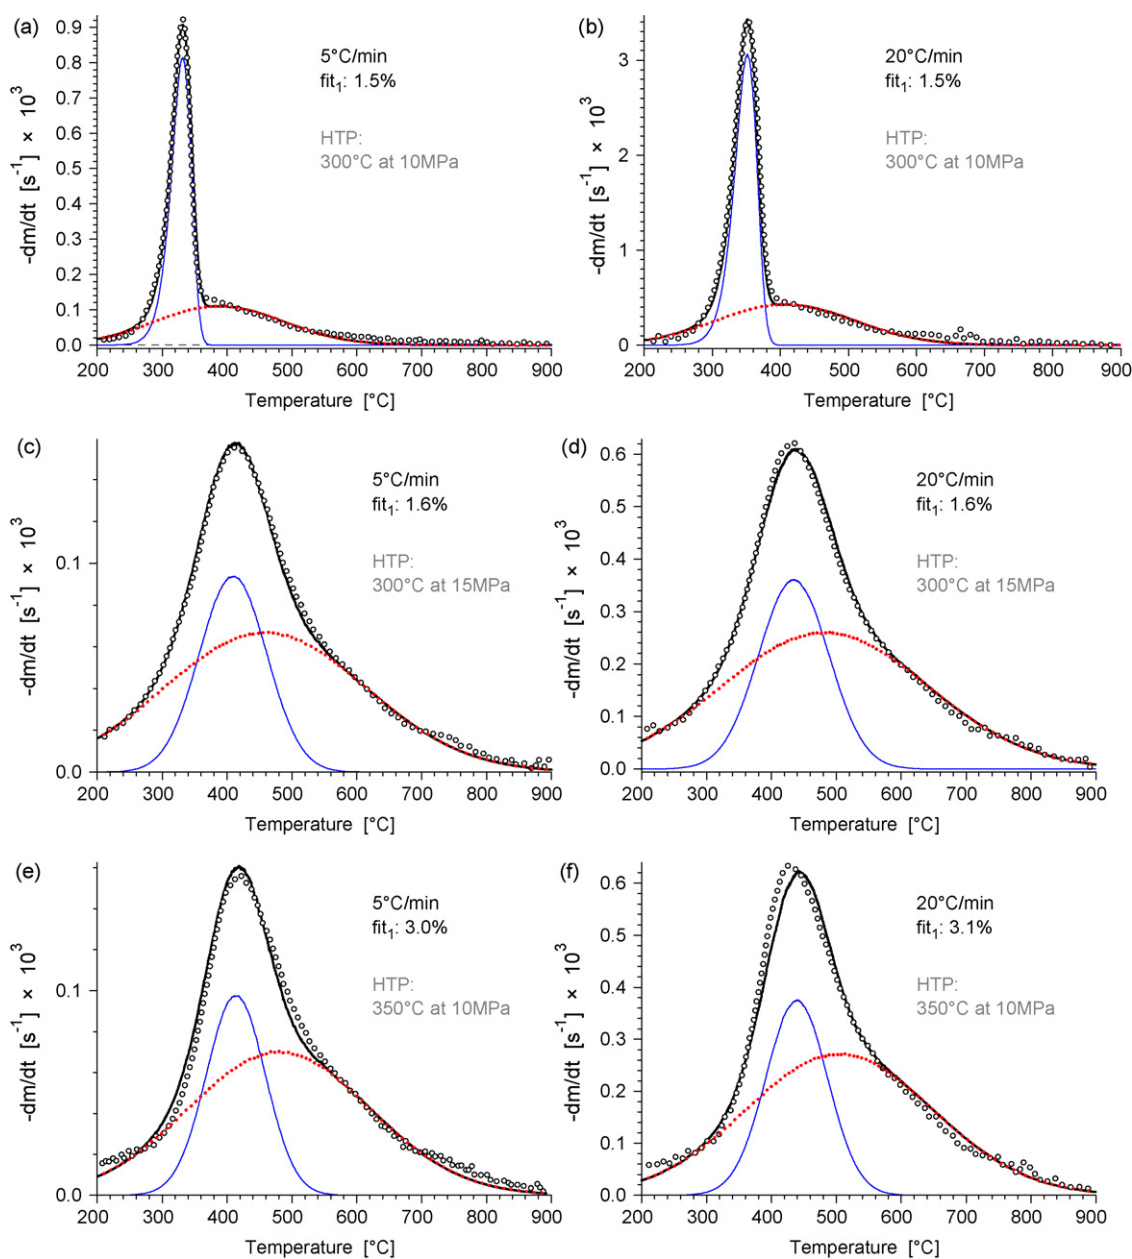 (a)
5°C/min
fit₁: 1.5%
HTP:
300°C at 10MPa
-dm/dt [s⁻¹] × 10³
0.9
0.8
0.7
0.6
0.5
0.4
0.3
0.2
0.1
0.0
200 300 400 500 600 700 800 900
Temperature [°C]
(b)
20°C/min
fit₁: 1.5%
HTP:
300°C at 10MPa
-dm/dt [s⁻¹] × 10³
3
2
1
0
200 300 400 500 600 700 800 900
Temperature [°C]
(c)
5°C/min
fit₁: 1.6%
HTP:
300°C at 15MPa
-dm/dt [s⁻¹] × 10³
0.1
0.0
200 300 400 500 600 700 800 900
Temperature [°C]
(d)
20°C/min
fit₁: 1.6%
HTP:
300°C at 15MPa
-dm/dt [s⁻¹] × 10³
0.6
0.5
0.4
0.3
0.2
0.1
0.0
200 300 400 500 600 700 800 900
Temperature [°C]
(e)
5°C/min
fit₁: 3.0%
HTP:
350°C at 10MPa
-dm/dt [s⁻¹] × 10³
0.1
0.0
200 300 400 500 600 700 800 900
Temperature [°C]
(f)
20°C/min
fit₁: 3.1%
HTP:
350°C at 10MPa
-dm/dt [s⁻¹] × 10³
0.6
0.5
0.4
0.3
0.2
0.1
0.0
200 300 400 500 600 700 800 900
Temperature [°C]